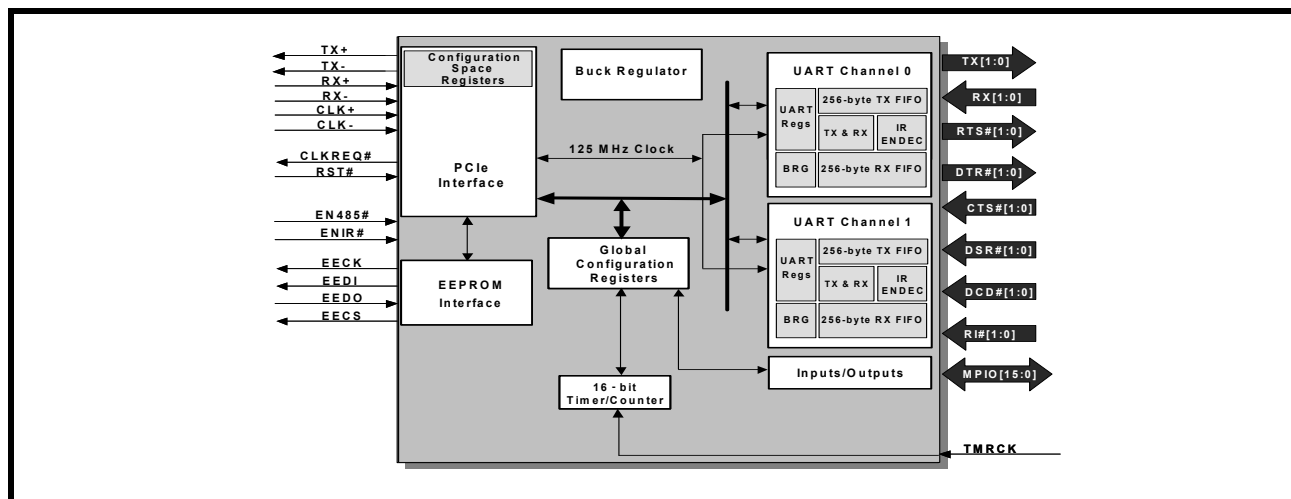 TX+
TX-
RX+
RX-
CLK+
CLK-
CLKREQ#
RST#
EN485#
ENIR#
EECK
EEDI
EEDO
EECS
Configuration
Space
Registers
PCIe
Interface
EEPROM
Interface
Buck Regulator
125 MHz Clock
Global
Configuration
Registers
16 - bit
Timer/Counter
UART Channel 0
UART
Regs
256-byte TX FIFO
TX & RX
IR
ENDEC
BRG
256-byte RX FIFO
UART Channel 1
UART
Regs
256-byte TX FIFO
TX & RX
IR
ENDEC
BRG
256-byte RX FIFO
Inputs/Outputs
TX[1:0]
RX[1:0]
RTS#[1:0]
DTR#[1:0]
CTS#[1:0]
DSR#[1:0]
DCD#[1:0]
RI#[1:0]
MPIO[15:0]
TMRCK